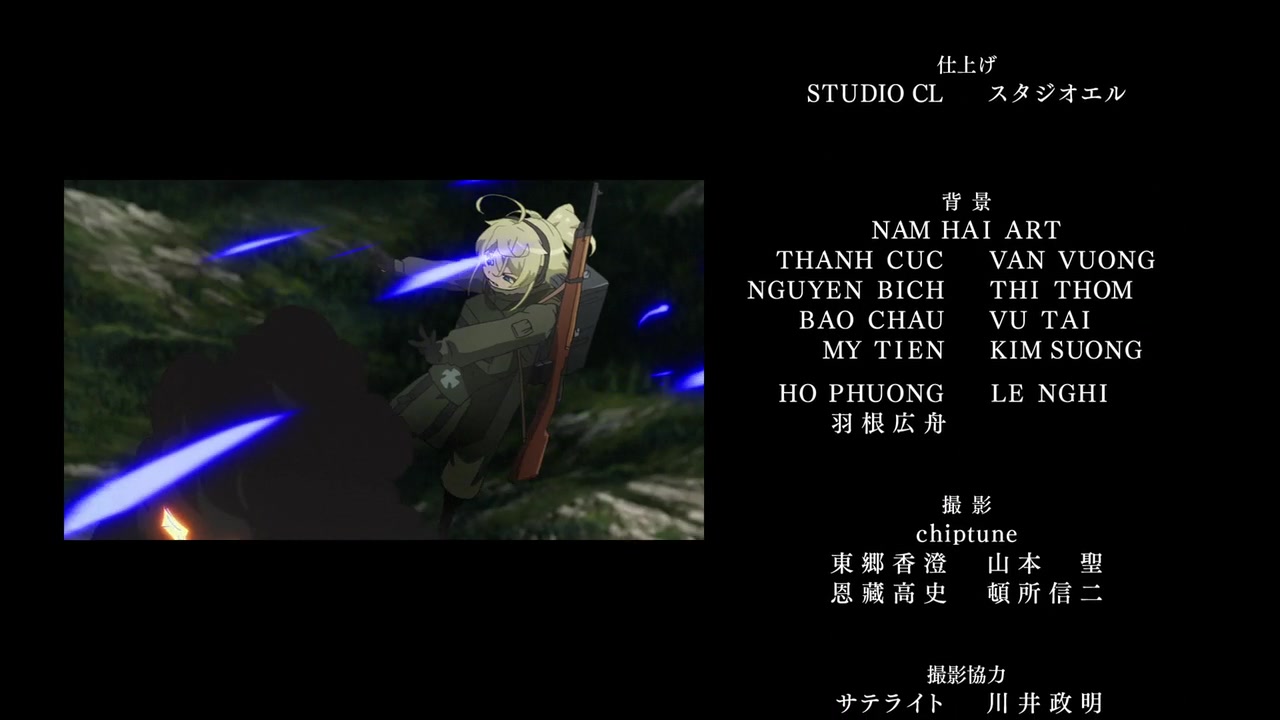 仕上げ
STUDIO CL スタジオエル
背景
NAM HAI ART
THANH CUC VAN VUONG
NGUYEN BICH THI THOM
BAO CHAU VU TAI
MY TIEN KIM SUONG
HO PHUONG LE NGHI
羽根広舟
撮影
chiptune
東郷香澄 山本 聖
恩藏高史 頓所信二
撮影協力
サテライト 川井政明